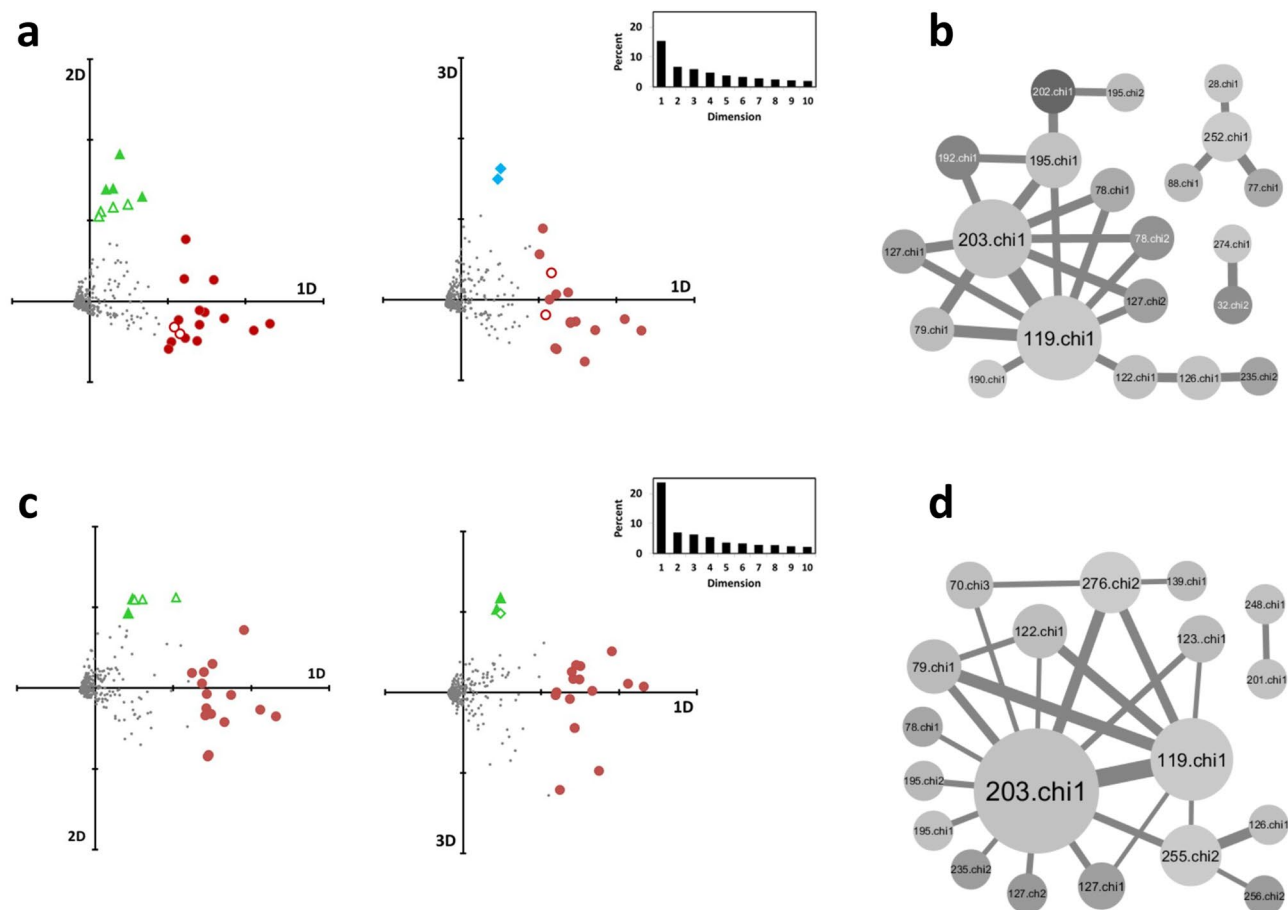 a
2D
1D
3D
1D
20
10
0
Percent
1 2 3 4 5 6 7 8 9 10
Dimension
b
202.chi1
195.chi2
28.chi1
252.chi1
88.chi1
77.chi1
192.chi1
195.chi1
78.chi1
203.chi1
78.chi2
127.chi1
274.chi1
32.chi2
127.chi2
79.chi1
119.chi1
190.chi1
122.chi1
126.chi1
235.chi2
c
1D
2D
1D
3D
20
10
0
Percent
1 2 3 4 5 6 7 8 9 10
Dimension
d
70.chi3
276.chi2
139.chi1
248.chi1
122.chi1
123..chi1
79.chi1
201.chi1
78.chi1
119.chi1
195.chi2
203.chi1
195.chi1
126.chi1
235.chi2
255.chi2
127.ch2
127.chi1
256.chi2